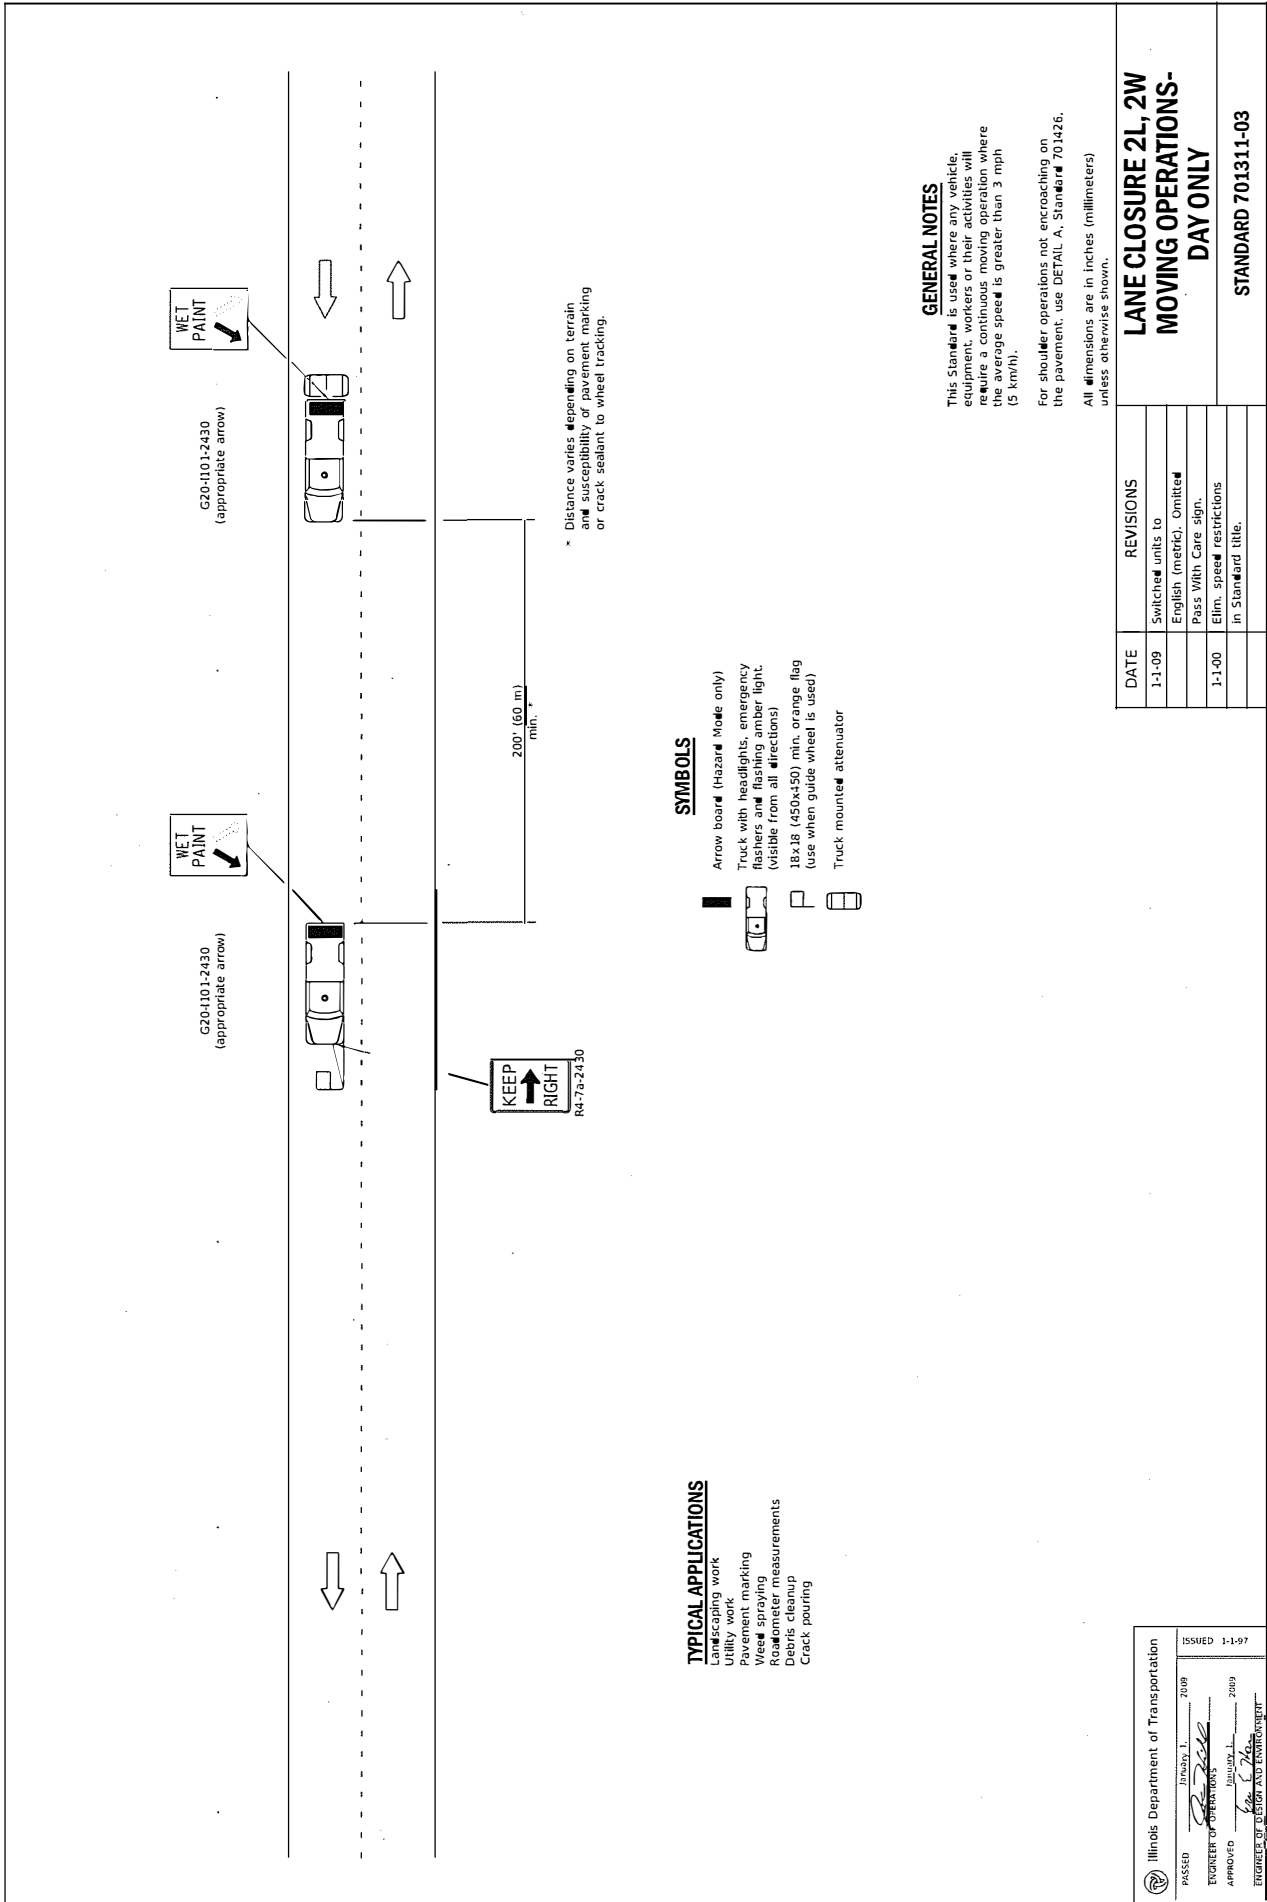 G20-I101-2430
(appropriate arrow)
WET
PAINT
G20-I101-2430
(appropriate arrow)
WET
PAINT
KEEP
RIGHT
R4-7a-2430
200' (60 m)
min. *
* Distance varies depending on terrain
and susceptibility of pavement marking
or crack sealant to wheel tracking.
TYPICAL APPLICATIONS
Landscaping work
Utility work
Pavement marking
Weed spraying
Roadometer measurements
Debris cleanup
Crack pouring
SYMBOLS
Arrow board (Hazard Mode only)
Truck with headlights, emergency
flashers and flashing amber light.
(visible from all directions)
18x18 (450x450) min. orange flag
(use when guide wheel is used)
Truck mounted attenuator
GENERAL NOTES
This Standard is used where any vehicle,
equipment, workers or their activities will
require a continuous moving operation where
the average speed is greater than 3 mph
(5 km/h).
For shoulder operations not encroaching on
the pavement, use DETAIL A, Standard 701426.
All dimensions are in inches (millimeters)
unless otherwise shown.
Illinois Department of Transportation
PASSED January 1, 2009
ENGINEER OF OPERATIONS
APPROVED January 1, 2009
ENGINEER OF DESIGN AND ENVIRONMENT
ISSUED 1-1-97
DATE REVISIONS
1-1-09 Switched units to
English (metric). Omitted
Pass With Care sign.
1-1-00 Elim. speed restrictions
in Standard title.
LANE CLOSURE 2L, 2W
MOVING OPERATIONS-
DAY ONLY
STANDARD 701311-03